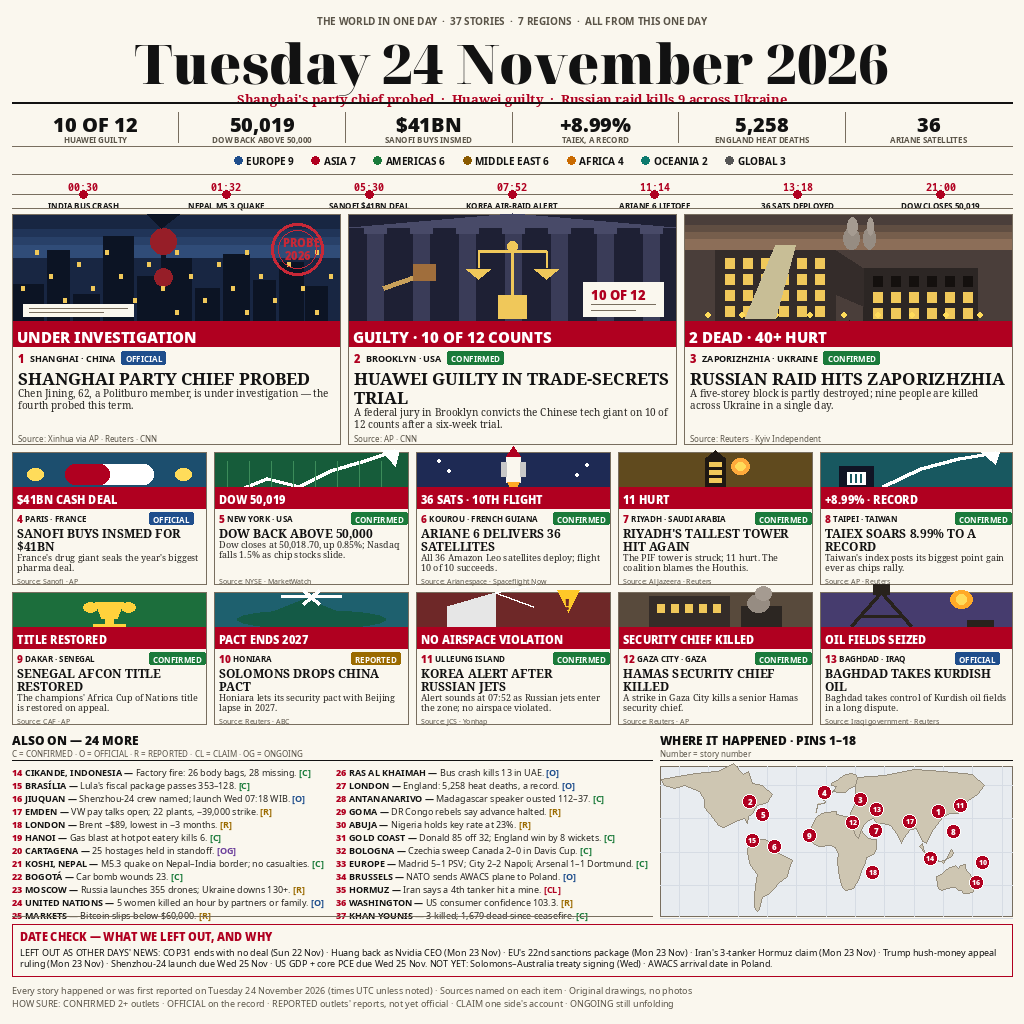 THE WORLD IN ONE DAY · 37 STORIES · 7 REGIONS · ALL FROM THIS ONE DAY
Tuesday 24 November 2026
Shanghai's party chief probed · Huawei guilty · Russian raid kills 9 across Ukraine
10 OF 12
HUAWEI GUILTY
50,019
DOW BACK ABOVE 50,000
$41BN
SANOFI BUYS INSMED
+8.99%
TAIEX, A RECORD
5,258
ENGLAND HEAT DEATHS
36
ARIANE SATELLITES
EUROPE 9 ASIA 7 AMERICAS 6 MIDDLE EAST 6 AFRICA 4 OCEANIA 2 GLOBAL 3
00:30 01:32 05:30 07:52 11:14 13:18 21:00
INDIA BUS CRASH NEPAL M5.3 QUAKE SANOFI $41BN DEAL KOREA AIR-RAID ALERT ARIANE 6 LIFTOFF 36 SATS DEPLOYED DOW CLOSES 50,019
PROBE
2026
UNDER INVESTIGATION
1 SHANGHAI · CHINA OFFICIAL
SHANGHAI PARTY CHIEF PROBED
Chen Jining, 62, a Politburo member, is under investigation — the
fourth probed this term.
Source: Xinhua via AP · Reuters · CNN
10 OF 12
GUILTY · 10 OF 12 COUNTS
2 BROOKLYN · USA CONFIRMED
HUAWEI GUILTY IN TRADE-SECRETS
TRIAL
A federal jury in Brooklyn convicts the Chinese tech giant on 10 of
12 counts after a six-week trial.
Source: AP · CNN
2 DEAD · 40+ HURT
3 ZAPORIZHZHIA · UKRAINE CONFIRMED
RUSSIAN RAID HITS ZAPORIZHZHIA
A five-storey block is partly destroyed; nine people are killed
across Ukraine in a single day.
Source: Reuters · Kyiv Independent
$41BN CASH DEAL
4 PARIS · FRANCE OFFICIAL
SANOFI BUYS INSMED FOR
$41BN
France's drug giant seals the year's biggest
pharma deal.
Source: Sanofi · AP
DOW 50,019
5 NEW YORK · USA CONFIRMED
DOW BACK ABOVE 50,000
Dow closes at 50,018.70, up 0.85%; Nasdaq
falls 1.5% as chip stocks slide.
Source: NYSE · MarketWatch
36 SATS · 10TH FLIGHT
6 KOUROU · FRENCH GUIANA CONFIRMED
ARIANE 6 DELIVERS 36
SATELLITES
All 36 Amazon Leo satellites deploy; flight
10 of 10 succeeds.
Source: Arianespace · Spaceflight Now
11 HURT
7 RIYADH · SAUDI ARABIA CONFIRMED
RIYADH'S TALLEST TOWER
HIT AGAIN
The PIF tower is struck; 11 hurt. The
coalition blames the Houthis.
Source: Al Jazeera · Reuters
+8.99% · RECORD
8 TAIPEI · TAIWAN CONFIRMED
TAIEX SOARS 8.99% TO A
RECORD
Taiwan's index posts its biggest point gain
ever as chips rally.
Source: AP · Reuters
TITLE RESTORED
9 DAKAR · SENEGAL CONFIRMED
SENEGAL AFCON TITLE
RESTORED
The champions' Africa Cup of Nations title
is restored on appeal.
Source: CAF · AP
PACT ENDS 2027
10 HONIARA REPORTED
SOLOMONS DROPS CHINA
PACT
Honiara lets its security pact with Beijing
lapse in 2027.
Source: Reuters · ABC
!
NO AIRSPACE VIOLATION
11 ULLEUNG ISLAND CONFIRMED
KOREA ALERT AFTER
RUSSIAN JETS
Alert sounds at 07:52 as Russian jets enter
the zone; no airspace violated.
Source: JCS · Yonhap
SECURITY CHIEF KILLED
12 GAZA CITY · GAZA CONFIRMED
HAMAS SECURITY CHIEF
KILLED
A strike in Gaza City kills a senior Hamas
security chief.
Source: Reuters · AP
OIL FIELDS SEIZED
13 BAGHDAD · IRAQ OFFICIAL
BAGHDAD TAKES KURDISH
OIL
Baghdad takes control of Kurdish oil fields
in a long dispute.
Source: Iraqi government · Reuters
ALSO ON — 24 MORE
C = CONFIRMED · O = OFFICIAL · R = REPORTED · CL = CLAIM · OG = ONGOING
14 CIKANDE, INDONESIA — Factory fire: 26 body bags, 28 missing. [C]
15 BRASÍLIA — Lula's fiscal package passes 353–128. [C]
16 JIUQUAN — Shenzhou-24 crew named; launch Wed 07:18 WIB. [O]
17 EMDEN — VW pay talks open; 22 plants, ~39,000 strike. [R]
18 LONDON — Brent ~$89, lowest in ~3 months. [R]
19 HANOI — Gas blast at hotpot eatery kills 6. [C]
20 CARTAGENA — 25 hostages held in standoff. [OG]
21 KOSHI, NEPAL — M5.3 quake on Nepal–India border; no casualties. [C]
22 BOGOTÁ — Car bomb wounds 23. [C]
23 MOSCOW — Russia launches 355 drones; Ukraine downs 130+. [R]
24 UNITED NATIONS — 5 women killed an hour by partners or family. [O]
25 MARKETS — Bitcoin slips below $60,000. [R]
26 RAS AL KHAIMAH — Bus crash kills 13 in UAE. [O]
27 LONDON — England: 5,258 heat deaths, a record. [O]
28 ANTANANARIVO — Madagascar speaker ousted 112–37. [C]
29 GOMA — DR Congo rebels say advance halted. [R]
30 ABUJA — Nigeria holds key rate at 23%. [R]
31 GOLD COAST — Donald 85 off 32; England win by 8 wickets. [C]
32 BOLOGNA — Czechia sweep Canada 2–0 in Davis Cup. [C]
33 EUROPE — Madrid 5–1 PSV; City 2–2 Napoli; Arsenal 1–1 Dortmund. [C]
34 BRUSSELS — NATO sends AWACS plane to Poland. [O]
35 HORMUZ — Iran says a 4th tanker hit a mine. [CL]
36 WASHINGTON — US consumer confidence 103.3. [R]
37 KHAN YOUNIS — 3 killed; 1,679 dead since ceasefire. [C]
WHERE IT HAPPENED · PINS 1–18
Number = story number
2
5
15
6
4
3
13
12
7
9
18
17
1
11
8
14
10
16
DATE CHECK — WHAT WE LEFT OUT, AND WHY
LEFT OUT AS OTHER DAYS' NEWS: COP31 ends with no deal (Sun 22 Nov) · Huang back as Nvidia CEO (Mon 23 Nov) · EU's 22nd sanctions package (Mon 23 Nov) · Iran's 3-tanker Hormuz claim (Mon 23 Nov) · Trump hush-money appeal
ruling (Mon 23 Nov) · Shenzhou-24 launch due Wed 25 Nov · US GDP + core PCE due Wed 25 Nov. NOT YET: Solomons–Australia treaty signing (Wed) · AWACS arrival date in Poland.
Every story happened or was first reported on Tuesday 24 November 2026 (times UTC unless noted) · Sources named on each item · Original drawings, no photos
HOW SURE: CONFIRMED 2+ outlets · OFFICIAL on the record · REPORTED outlets' reports, not yet official · CLAIM one side's account · ONGOING still unfolding